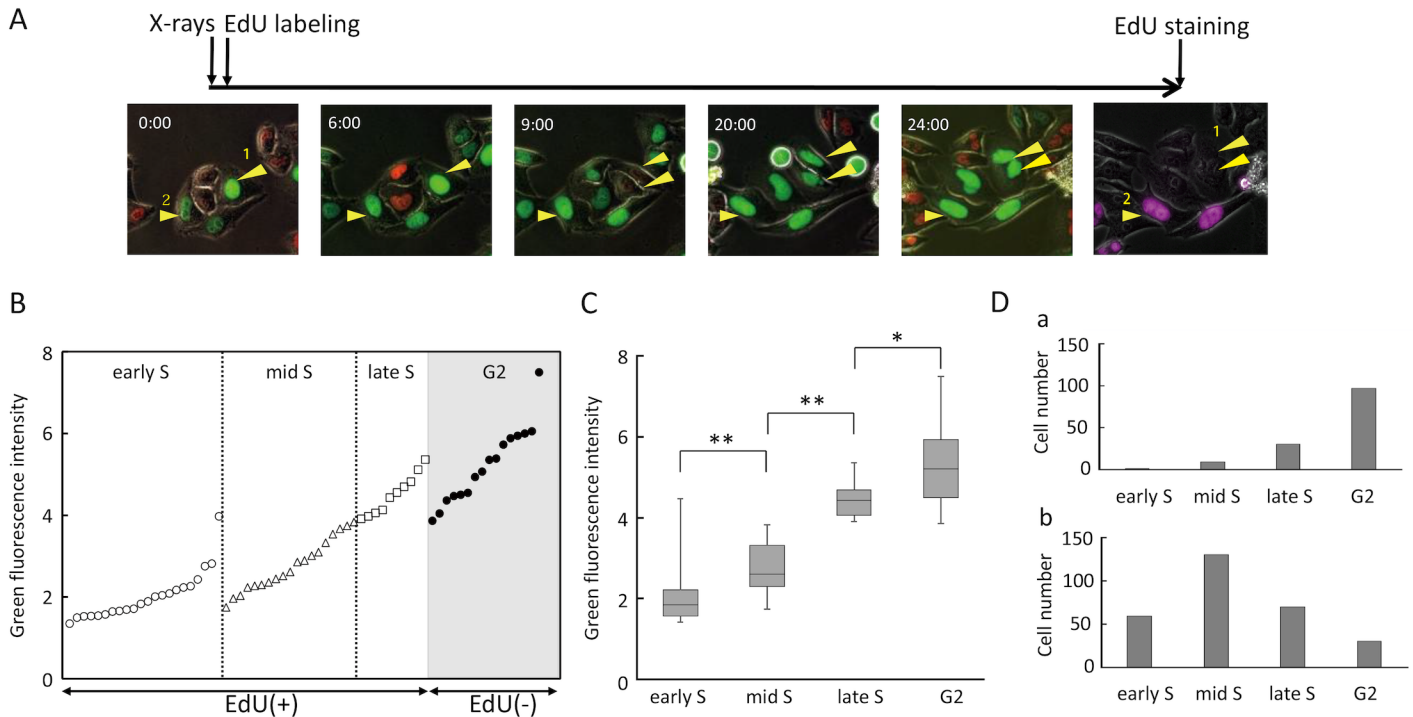 A
X-rays EdU labeling
EdU staining
0:00
1
2
6:00
9:00
20:00
24:00
1
2
B
Green fluorescence intensity
8
6
4
2
0
early S
mid S
late S
G2
EdU(+)
EdU(-)
C
Green fluorescence intensity
8
6
4
2
0
**
**
*
early S
mid S
late S
G2
D
a
Cell number
150
100
50
0
early S
mid S
late S
G2
b
Cell number
150
100
50
0
early S
mid S
late S
G2